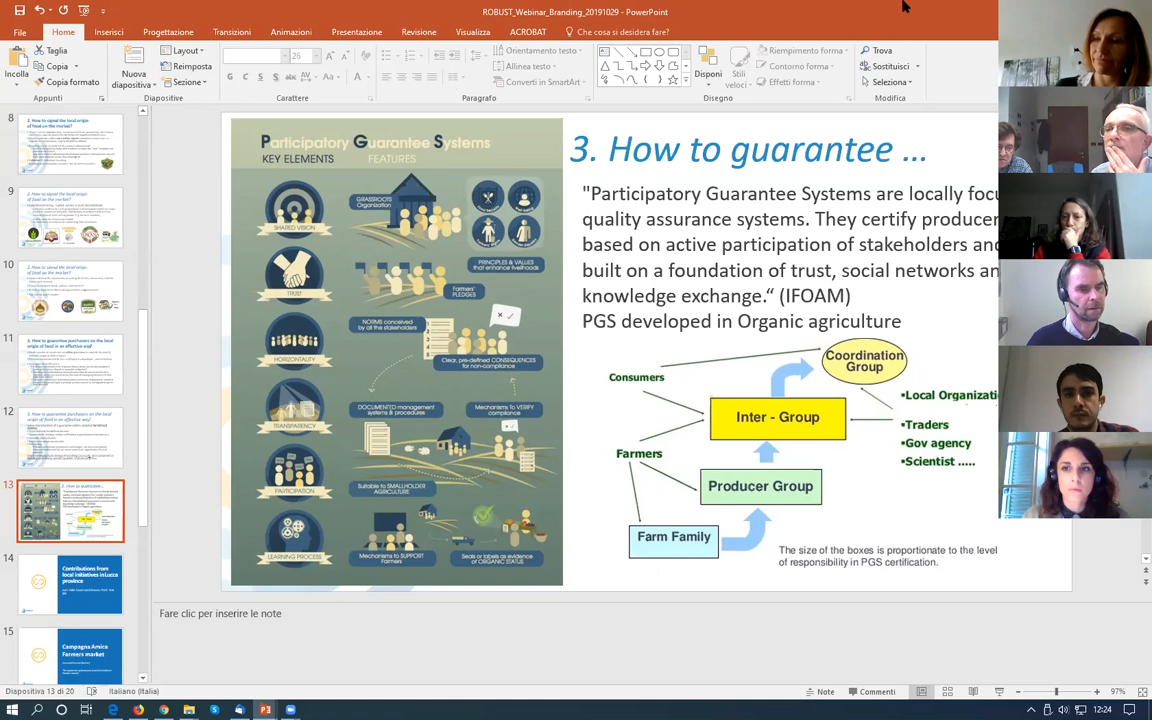 ROBUST_Webinar_Branding_20191029 - PowerPoint
File Home Inserisci Progettazione Transizioni Animazioni Presentazione Revisione Visualizza ACROBAT Che cosa si desidera fare?
Incolla
Taglia
Copia
Copia formato
Appunti
Nuova
diapositiva
Layout
Reimposta
Sezione
Diapositive
26
Carattere
Orientamento testo
Allinea testo
Converti in SmartArt
Paragrafo
Disponi
Stili
veloci
Riempimento forma
Contorno forma
Effetti forma
Disegno
Trova
Sostituisci
Seleziona
Modifica
8
9
10
11
12
13
14
Contributions from
local initiatives in Lucca
province
15
Campagna Amica
Farmers market
Participatory Guarantee Systems
KEY ELEMENTS FEATURES
SHARED VISION
GRASSROOTS
Organization
PRINCIPLES & VALUES
that enhance livelihoods
TRUST
Farmers'
PLEDGES
HORIZONTALITY
NORMS conceived
by all the stakeholders
Clear, pre-defined CONSEQUENCES
for non-compliance
TRANSPARENCY
DOCUMENTED management
systems & procedures
Mechanisms to VERIFY
compliance
PARTICIPATION
Suitable to SMALLHOLDER
AGRICULTURE
LEARNING PROCESS
Mechanisms to SUPPORT
Farmers
Seals or labels as evidence
of ORGANIC STATUS
3. How to guarantee ...
"Participatory Guarantee Systems are locally focu
quality assurance systems. They certify producer
based on active participation of stakeholders and
built on a foundation of trust, social networks an
knowledge exchange.“ (IFOAM)
PGS developed in Organic agriculture
Coordination
Group
Consumers
Inter - Group
▪Local Organizati
▪Traders
▪Gov agency
▪Scientist .....
Farmers
Producer Group
Farm Family
The size of the boxes is proportionate to the level
of responsibility in PGS certification.
Fare clic per inserire le note
Diapositiva 13 di 20 Italiano (Italia) Note Commenti 97%
12:24